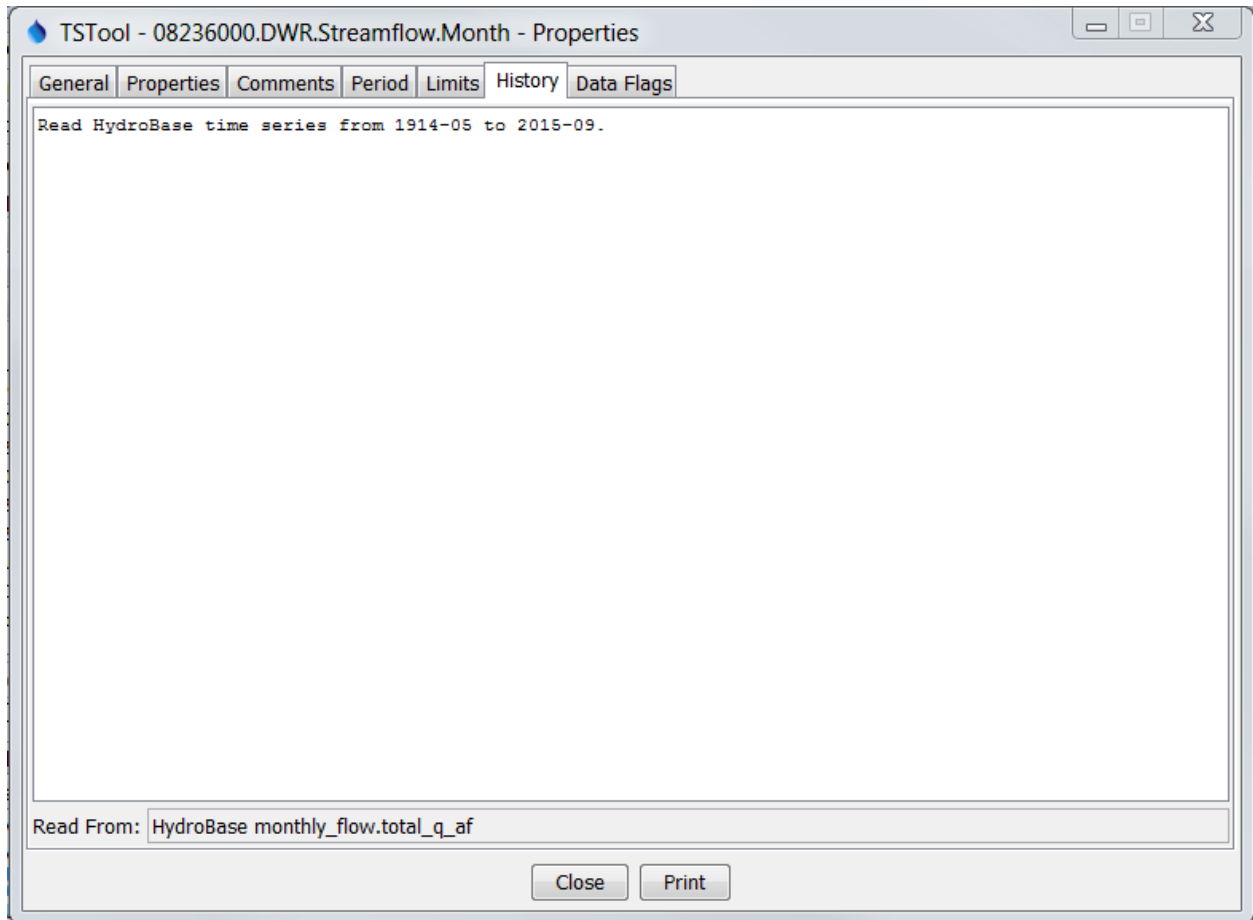 TSTool - 08236000.DWR.Streamflow.Month - Properties
General Properties Comments Period Limits History Data Flags
Read HydroBase time series from 1914-05 to 2015-09.
Read From: HydroBase monthly_flow.total_q_af
Close Print